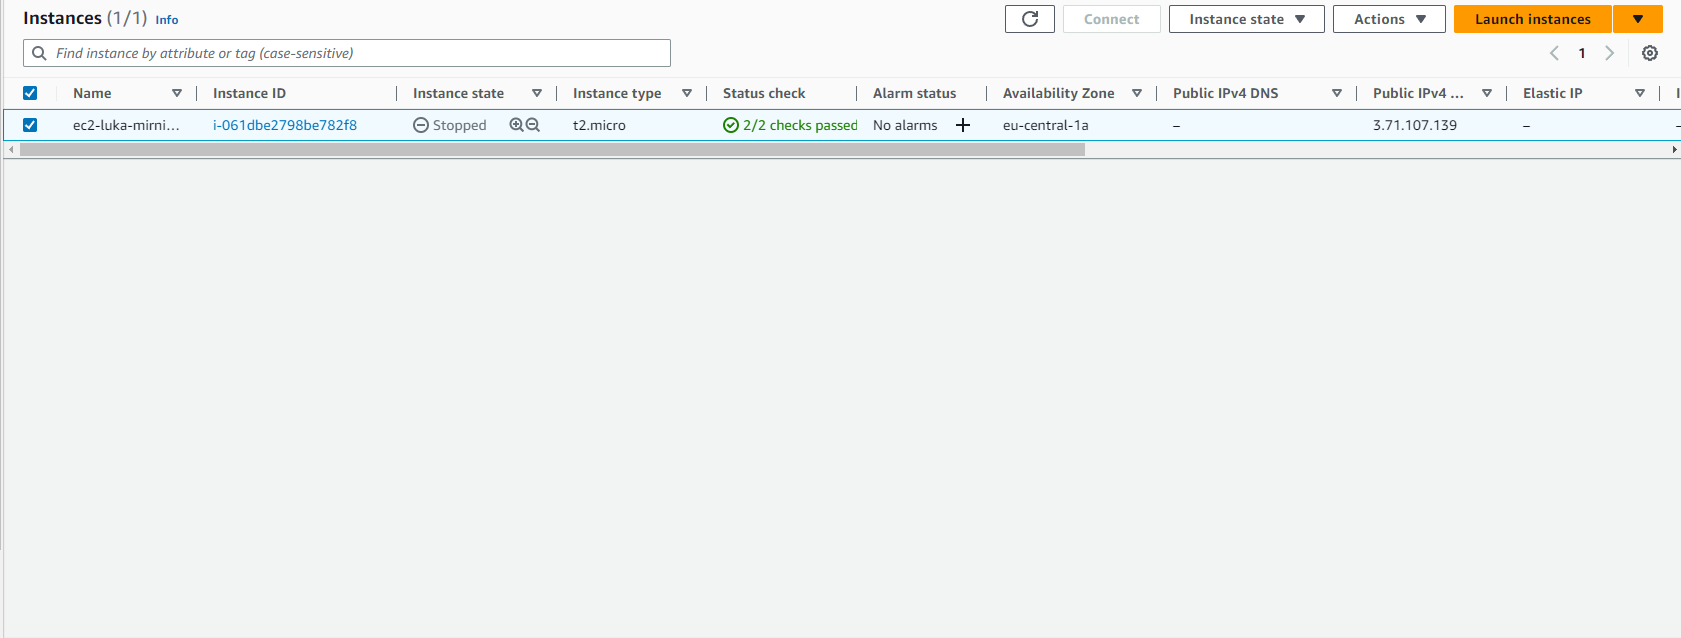 Instances (1/1) Info
Connect
Instance state
Actions
Launch instances
Find instance by attribute or tag (case-sensitive)
1
Name Instance ID Instance state Instance type Status check Alarm status Availability Zone Public IPv4 DNS Public IPv4 ... Elastic IP
ec2-luka-mirni... i-061dbe2798be782f8 Stopped t2.micro 2/2 checks passed No alarms + eu-central-1a – 3.71.107.139 –